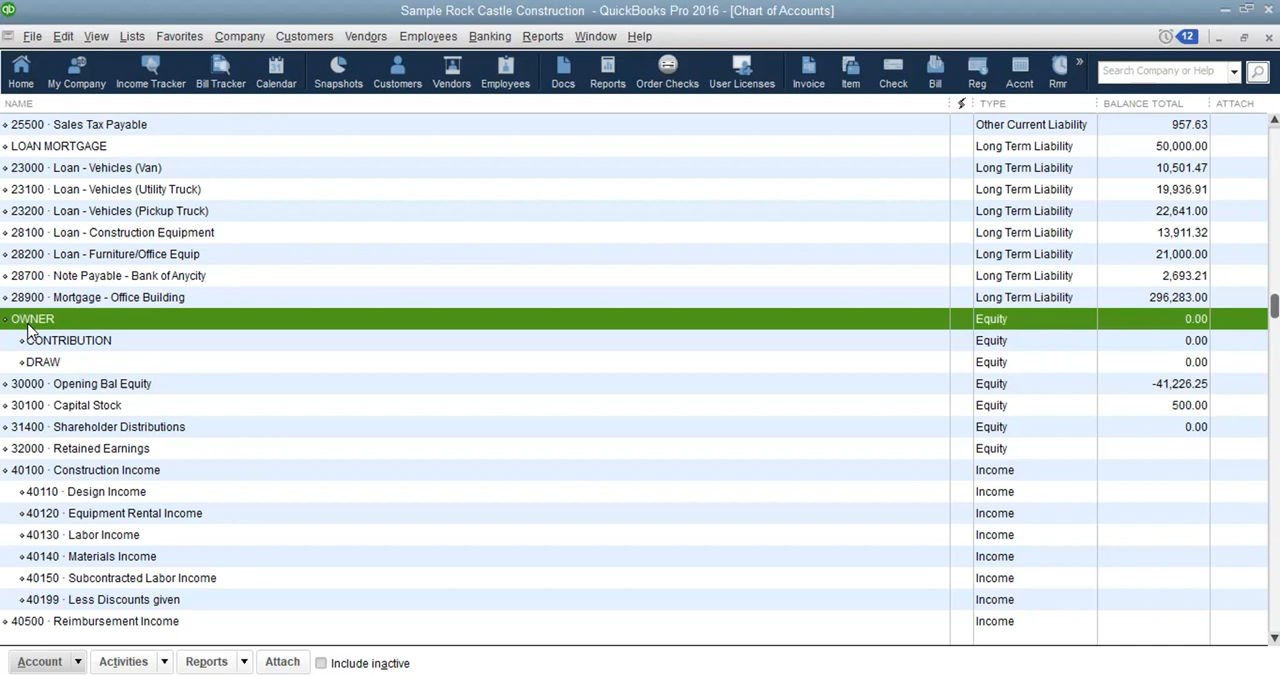 qb Sample Rock Castle Construction - QuickBooks Pro 2016 - [Chart of Accounts]
File Edit View Lists Favorites Company Customers Vendors Employees Banking Reports Window Help 12
Home My Company Income Tracker Bill Tracker Calendar Snapshots Customers Vendors Employees Docs Reports Order Checks User Licenses Invoice Item Check Bill Reg Accnt Rmr » Search Company or Help
NAME TYPE BALANCE TOTAL ATTACH
25500 · Sales Tax Payable Other Current Liability 957.63
LOAN MORTGAGE Long Term Liability 50,000.00
23000 · Loan - Vehicles (Van) Long Term Liability 10,501.47
23100 · Loan - Vehicles (Utility Truck) Long Term Liability 19,936.91
23200 · Loan - Vehicles (Pickup Truck) Long Term Liability 22,641.00
28100 · Loan - Construction Equipment Long Term Liability 13,911.32
28200 · Loan - Furniture/Office Equip Long Term Liability 21,000.00
28700 · Note Payable - Bank of Anycity Long Term Liability 2,693.21
28900 · Mortgage - Office Building Long Term Liability 296,283.00
OWNER Equity 0.00
CONTRIBUTION Equity 0.00
DRAW Equity 0.00
30000 · Opening Bal Equity Equity -41,226.25
30100 · Capital Stock Equity 500.00
31400 · Shareholder Distributions Equity 0.00
32000 · Retained Earnings Equity
40100 · Construction Income Income
40110 · Design Income Income
40120 · Equipment Rental Income Income
40130 · Labor Income Income
40140 · Materials Income Income
40150 · Subcontracted Labor Income Income
40199 · Less Discounts given Income
40500 · Reimbursement Income Income
Account Activities Reports Attach Include inactive